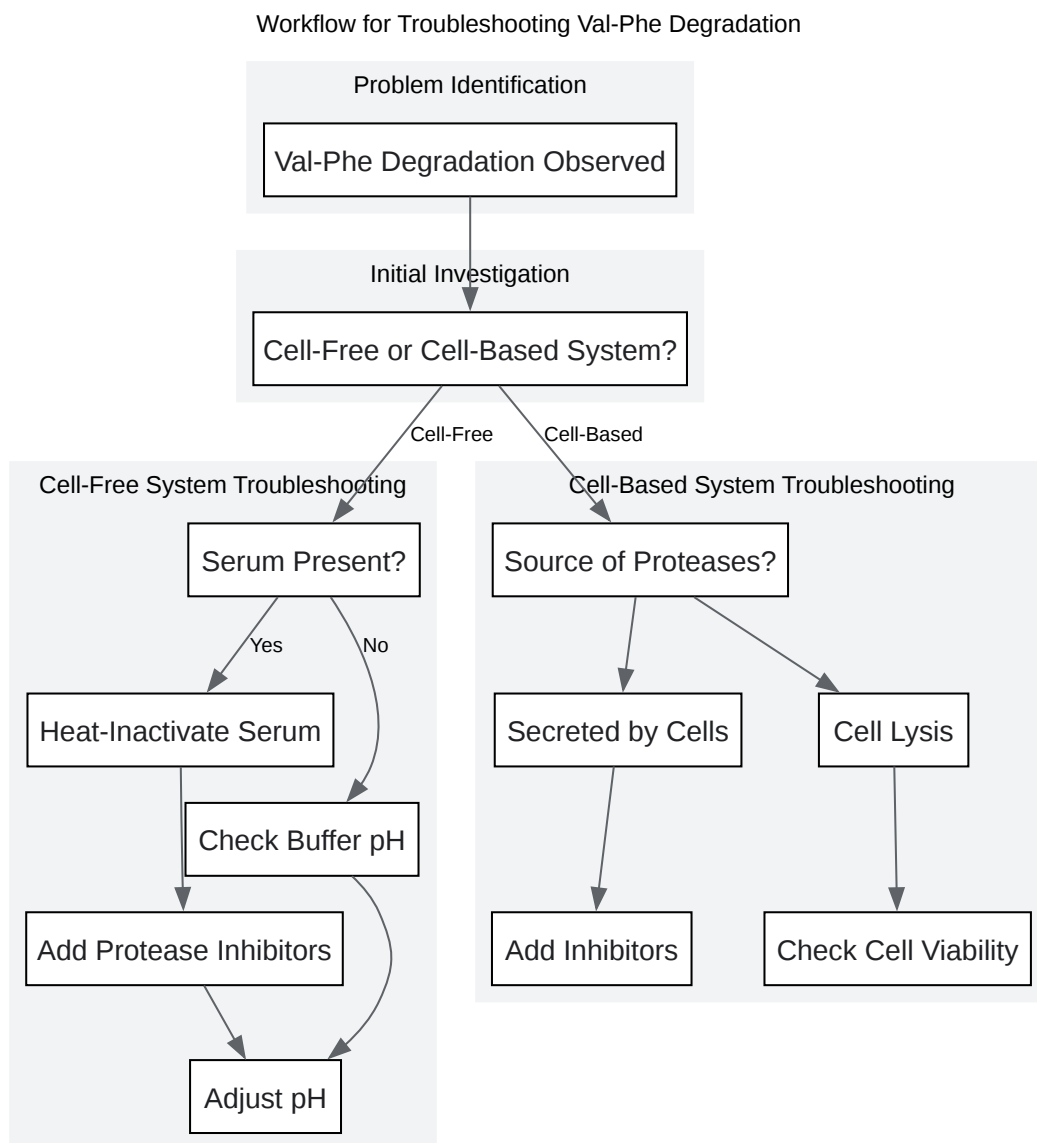 Workflow for Troubleshooting Val-Phe Degradation
Problem Identification
Val-Phe Degradation Observed
Initial Investigation
Cell-Free or Cell-Based System?
Cell-Free
Cell-Based
Cell-Free System Troubleshooting
Cell-Based System Troubleshooting
Serum Present?
Source of Proteases?
Yes
No
Heat-Inactivate Serum
Secreted by Cells
Cell Lysis
Check Buffer pH
Add Protease Inhibitors
Add Inhibitors
Check Cell Viability
Adjust pH